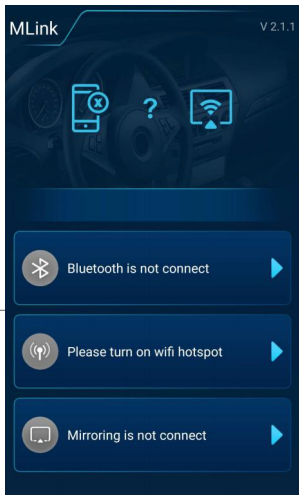 MLink
V 2.1.1
?
Bluetooth is not connect
Please turn on wifi hotspot
Mirroring is not connect